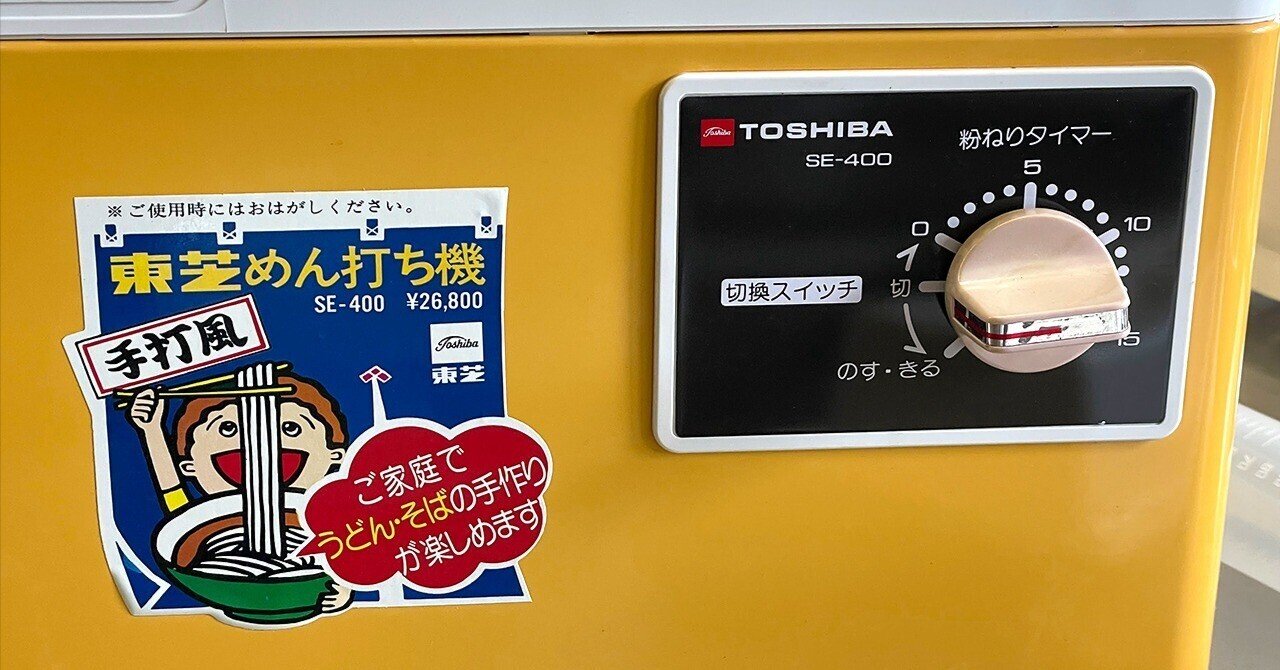 ※ご使用時にはおはがしください。
東芝めん打ち機
SE-400 ¥26,800
手打風
Toshiba
東芝
ご家庭で
うどん・そばの手作り
が楽しめます
Toshiba TOSHIBA
SE-400
粉ねりタイマー
5
0
10
切換スイッチ
切
15
のす・きる